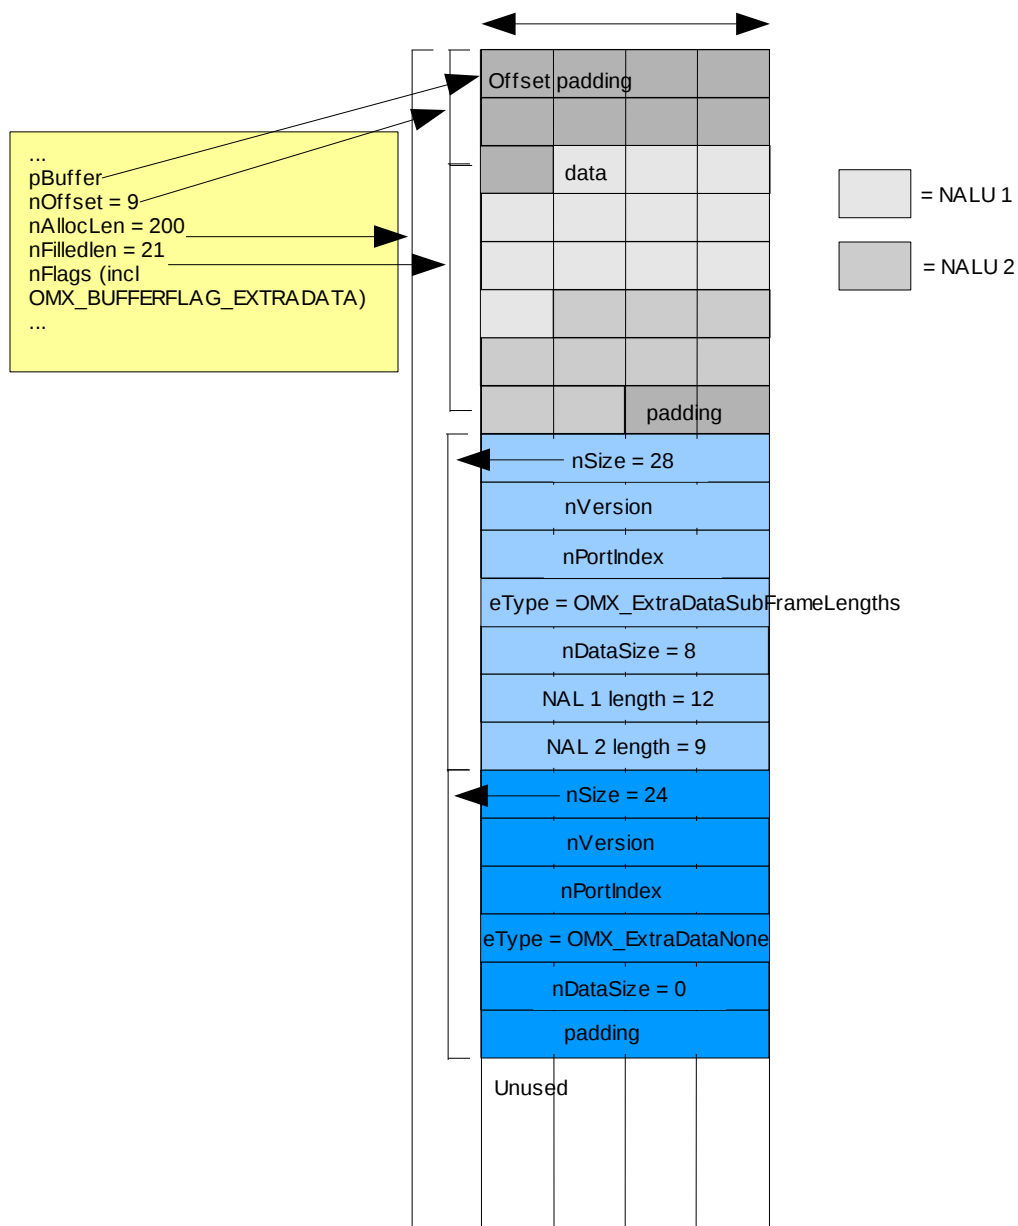 Offset padding
...
pBuffer
nOffset = 9
nAllocLen = 200
nFilledlen = 21
nFlags (incl
OMX_BUFFERFLAG_EXTRADATA)
...
data
= NALU 1
= NALU 2
padding
nSize = 28
nVersion
nPortIndex
eType = OMX_ExtraDataSubFrameLengths
nDataSize = 8
NAL 1 length = 12
NAL 2 length = 9
nSize = 24
nVersion
nPortIndex
eType = OMX_ExtraDataNone
nDataSize = 0
padding
Unused